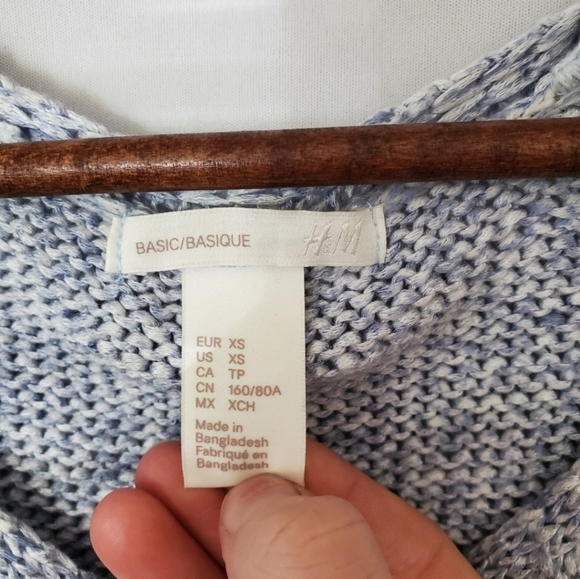 BASIC/BASIQUE H&M
EUR XS
US XS
CA TP
CN 160/80A
MX XCH
Made in
Bangladesh
Fabriqué en
Bangladesh